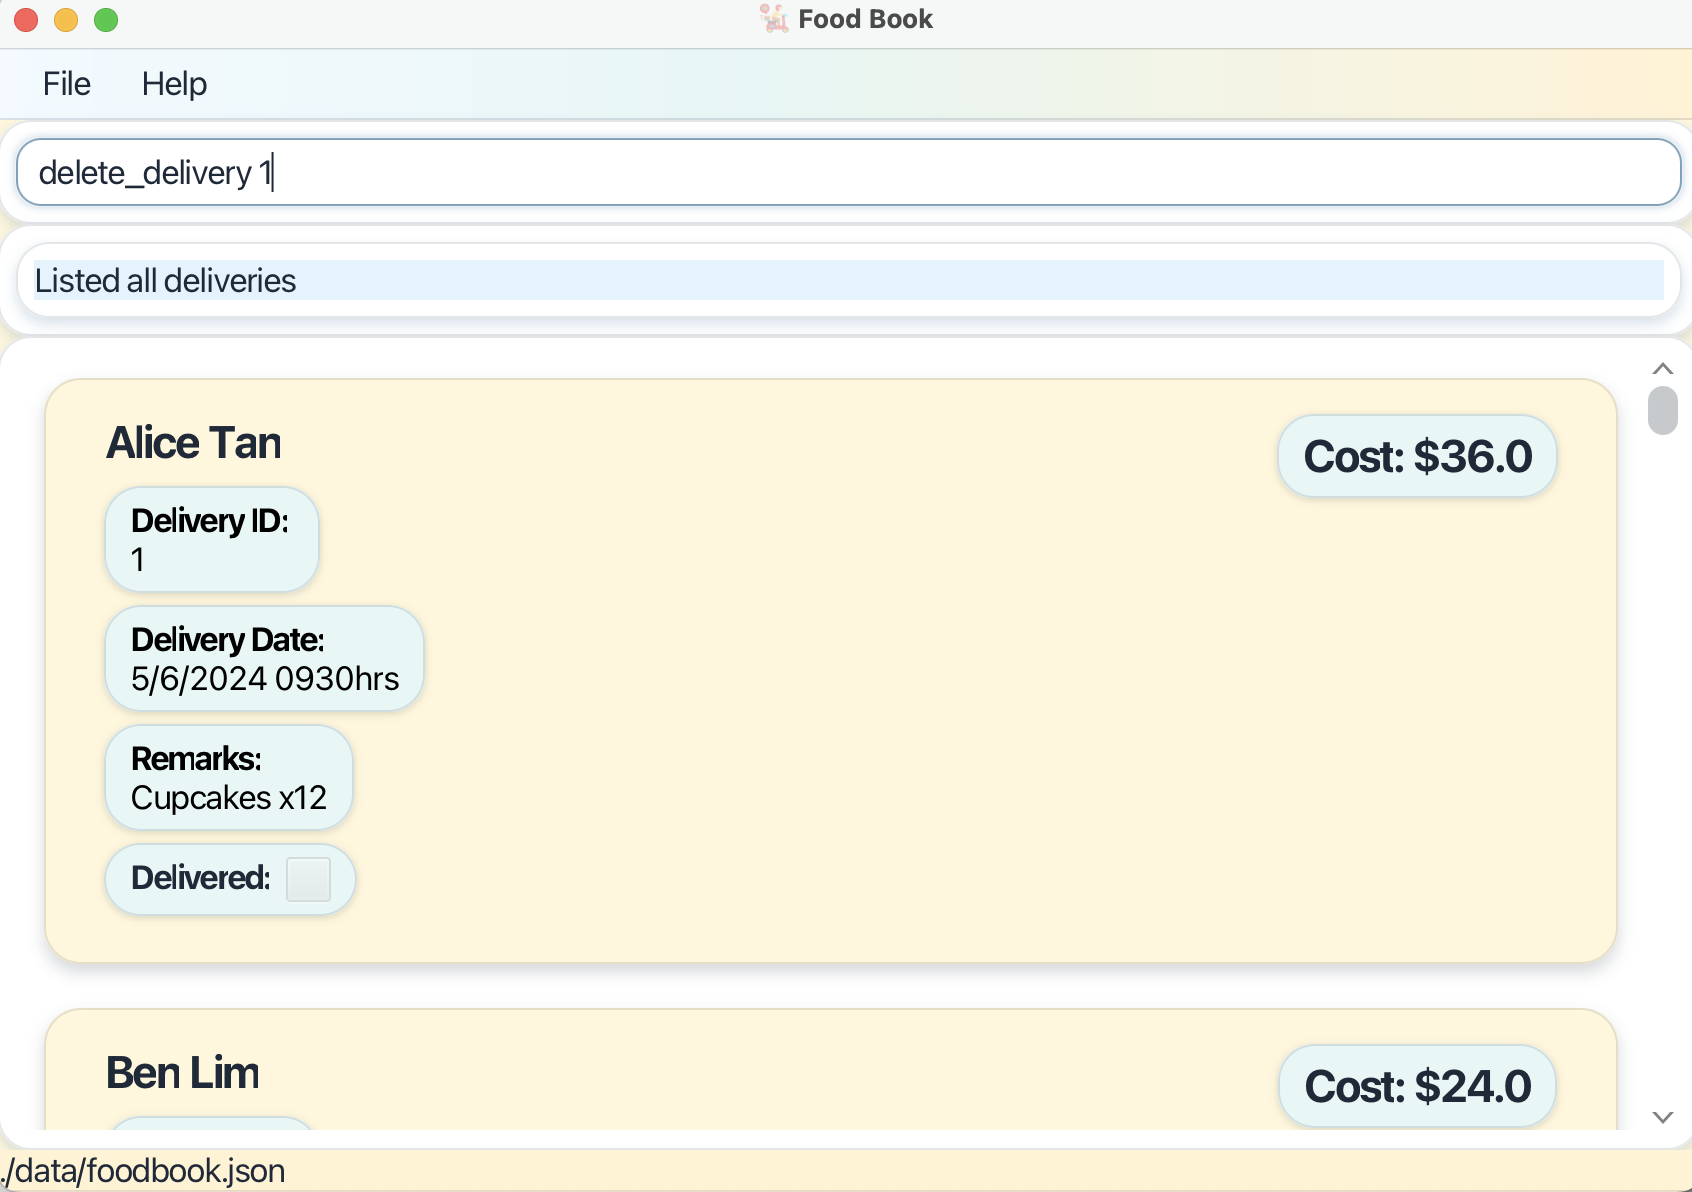 Food Book
File Help
delete_delivery 1
Listed all deliveries
Alice Tan
Cost: $36.0
Delivery ID:
1
Delivery Date:
5/6/2024 0930hrs
Remarks:
Cupcakes x12
Delivered:
Ben Lim
Cost: $24.0
./data/foodbook.json